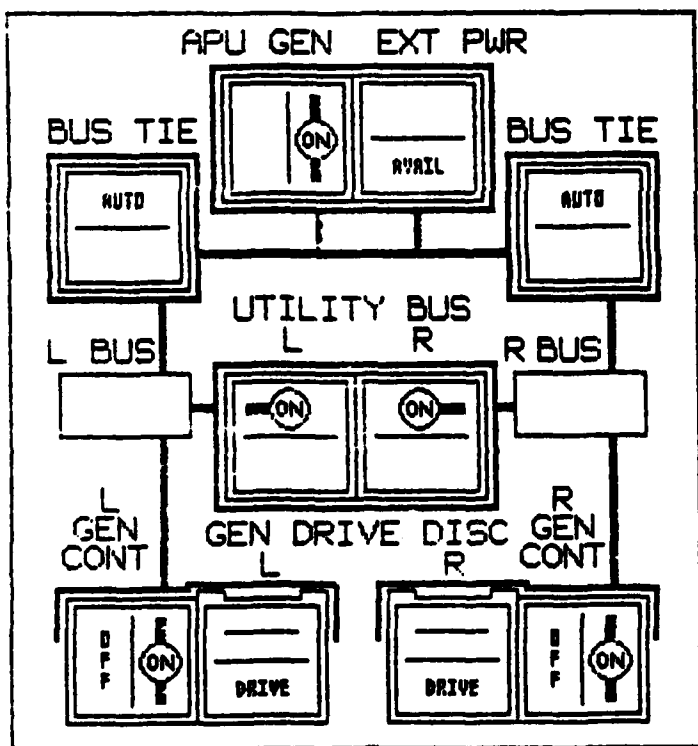 APU GEN EXT PWR
BUS TIE
BUS TIE
ON
AVAIL
AUTO
AUTO
UTILITY BUS
L R
L BUS
R BUS
ON
ON
L
GEN
CONT
GEN DRIVE DISC
L R
R
GEN
CONT
OFF
ON
DRIVE
DRIVE
OFF
ON